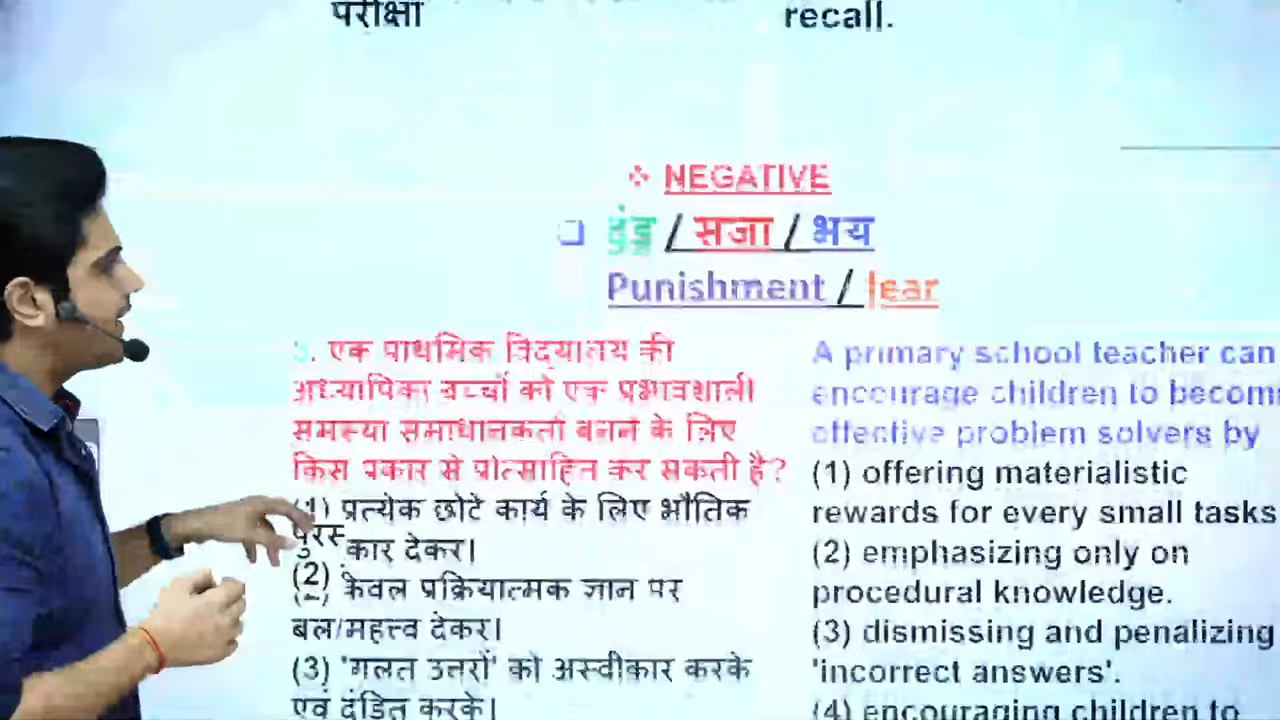 परीक्षा
recall.
❖ NEGATIVE
❑ दंड / सजा / भय
Punishment / fear
. एक प्राथमिक विद्यालय की
अध्यापिका बच्चों को एक प्रभावशाली
समस्या समाधानकर्ता बनाने के लिए
किस प्रकार से प्रोत्साहित कर सकती है?
(1) प्रत्येक छोटे कार्य के लिए भौतिक
पुरस्कार देकर।
(2) केवल प्रक्रियात्मक ज्ञान पर
बल/महत्त्व देकर।
(3) 'गलत उत्तरों' को अस्वीकार करके
एवं दंडित करके।
A primary school teacher can
encourage children to becom
effective problem solvers by
(1) offering materialistic
rewards for every small tasks
(2) emphasizing only on
procedural knowledge.
(3) dismissing and penalizing
'incorrect answers'.
(4) encouraging children to